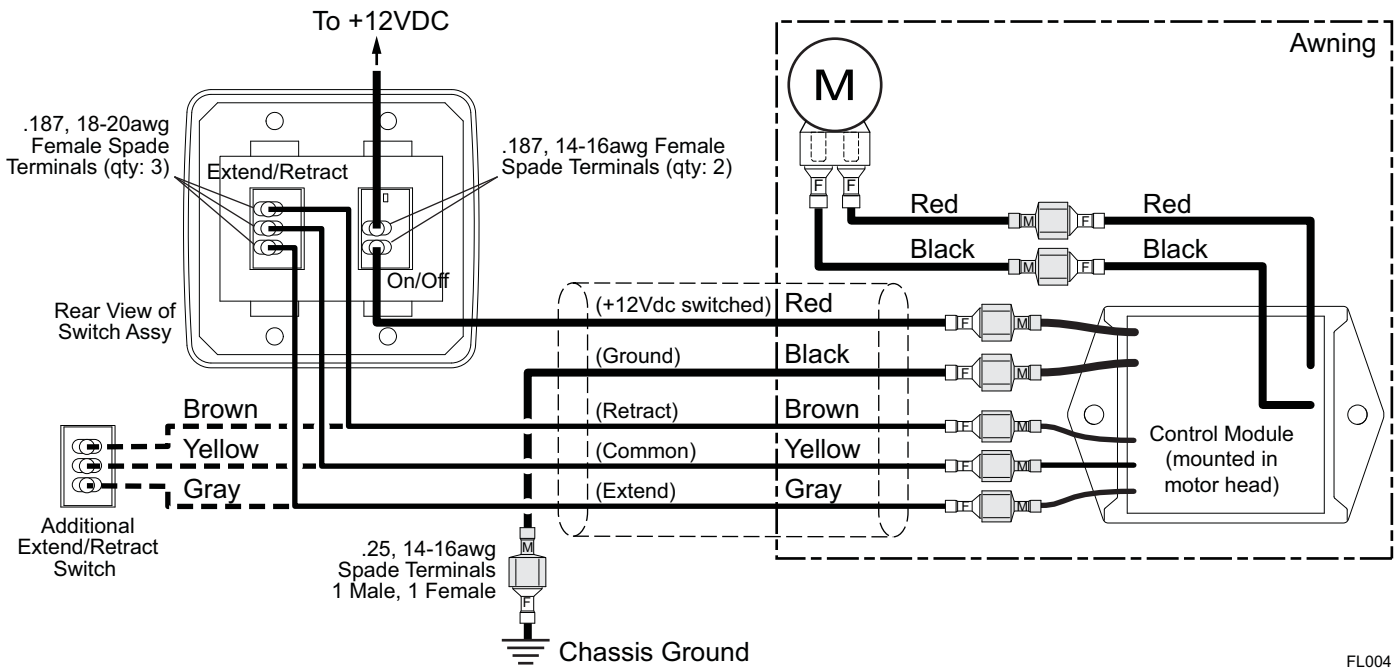 To +12VDC
Awning
M
.187, 18-20awg
Female Spade
Terminals (qty: 3)
.187, 14-16awg Female
Spade Terminals (qty: 2)
Extend/Retract
On/Off
Rear View of
Switch Assy
F
F
Red
M
F
Red
Black
M
F
Black
(+12Vdc switched)
Red
F
M
(Ground)
Black
F
M
(Retract)
Brown
F
M
(Common)
Yellow
F
M
(Extend)
Gray
F
M
Control Module
(mounted in
motor head)
Brown
Yellow
Gray
Additional
Extend/Retract
Switch
.25, 14-16awg
Spade Terminals
1 Male, 1 Female
M
F
Chassis Ground
FL004